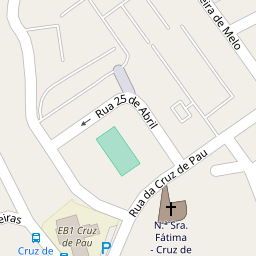 eira de Melo
Rua 25 de Abril
Rua da Cruz de Pau
eiras
EB1 Cruz
de Pau
Cruz de
N.ª Sra.
Fátima
- Cruz de